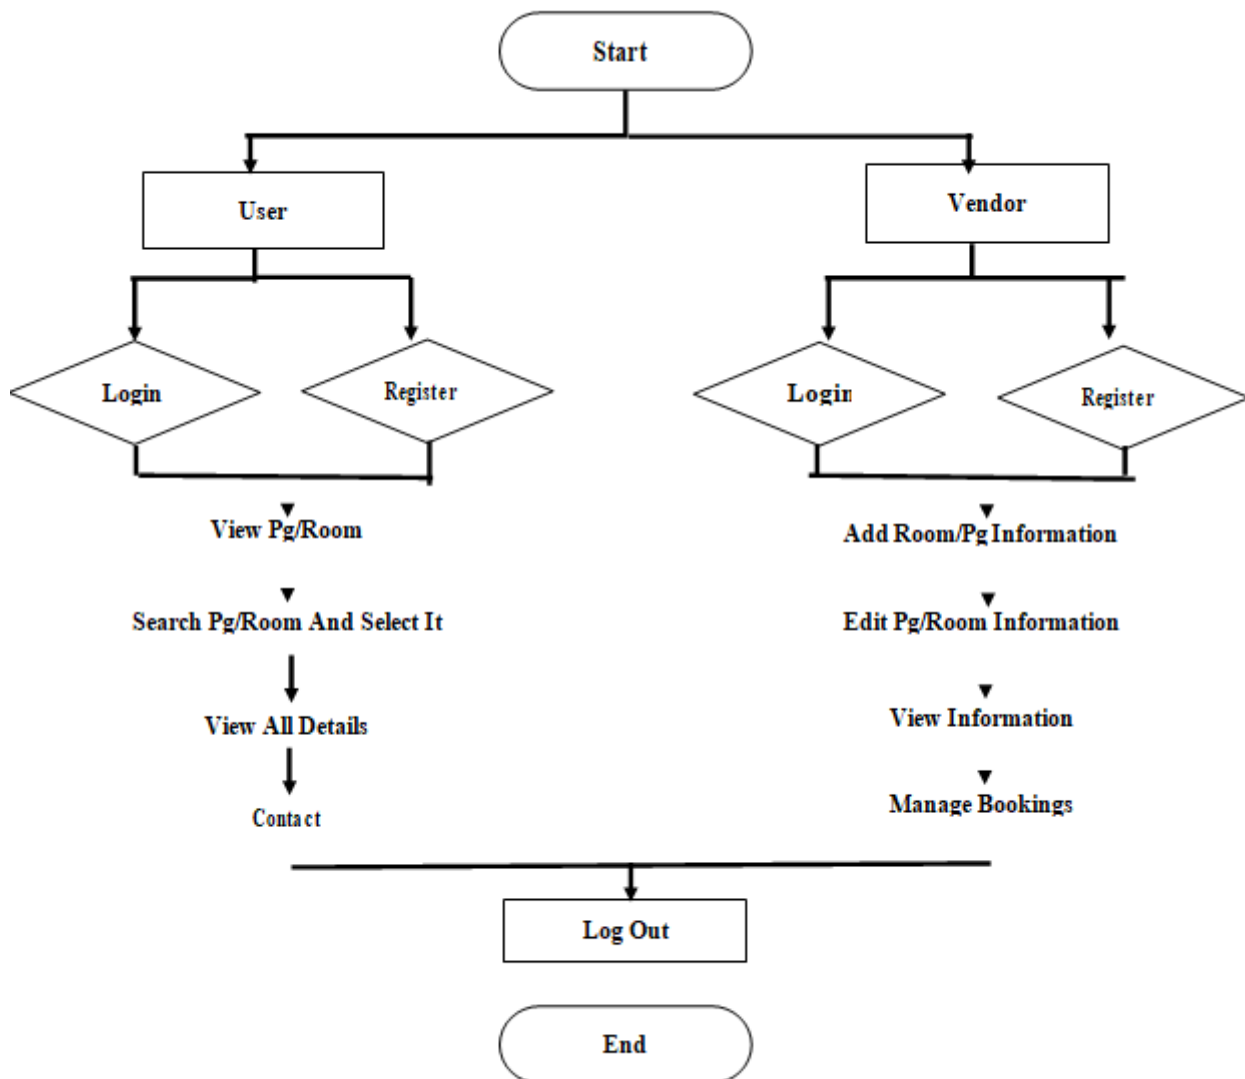 Start
User
Vendor
Login
Register
Login
Register
View Pg/Room
Add Room/Pg Information
Search Pg/Room And Select It
Edit Pg/Room Information
View All Details
View Information
Contact
Manage Bookings
Log Out
End